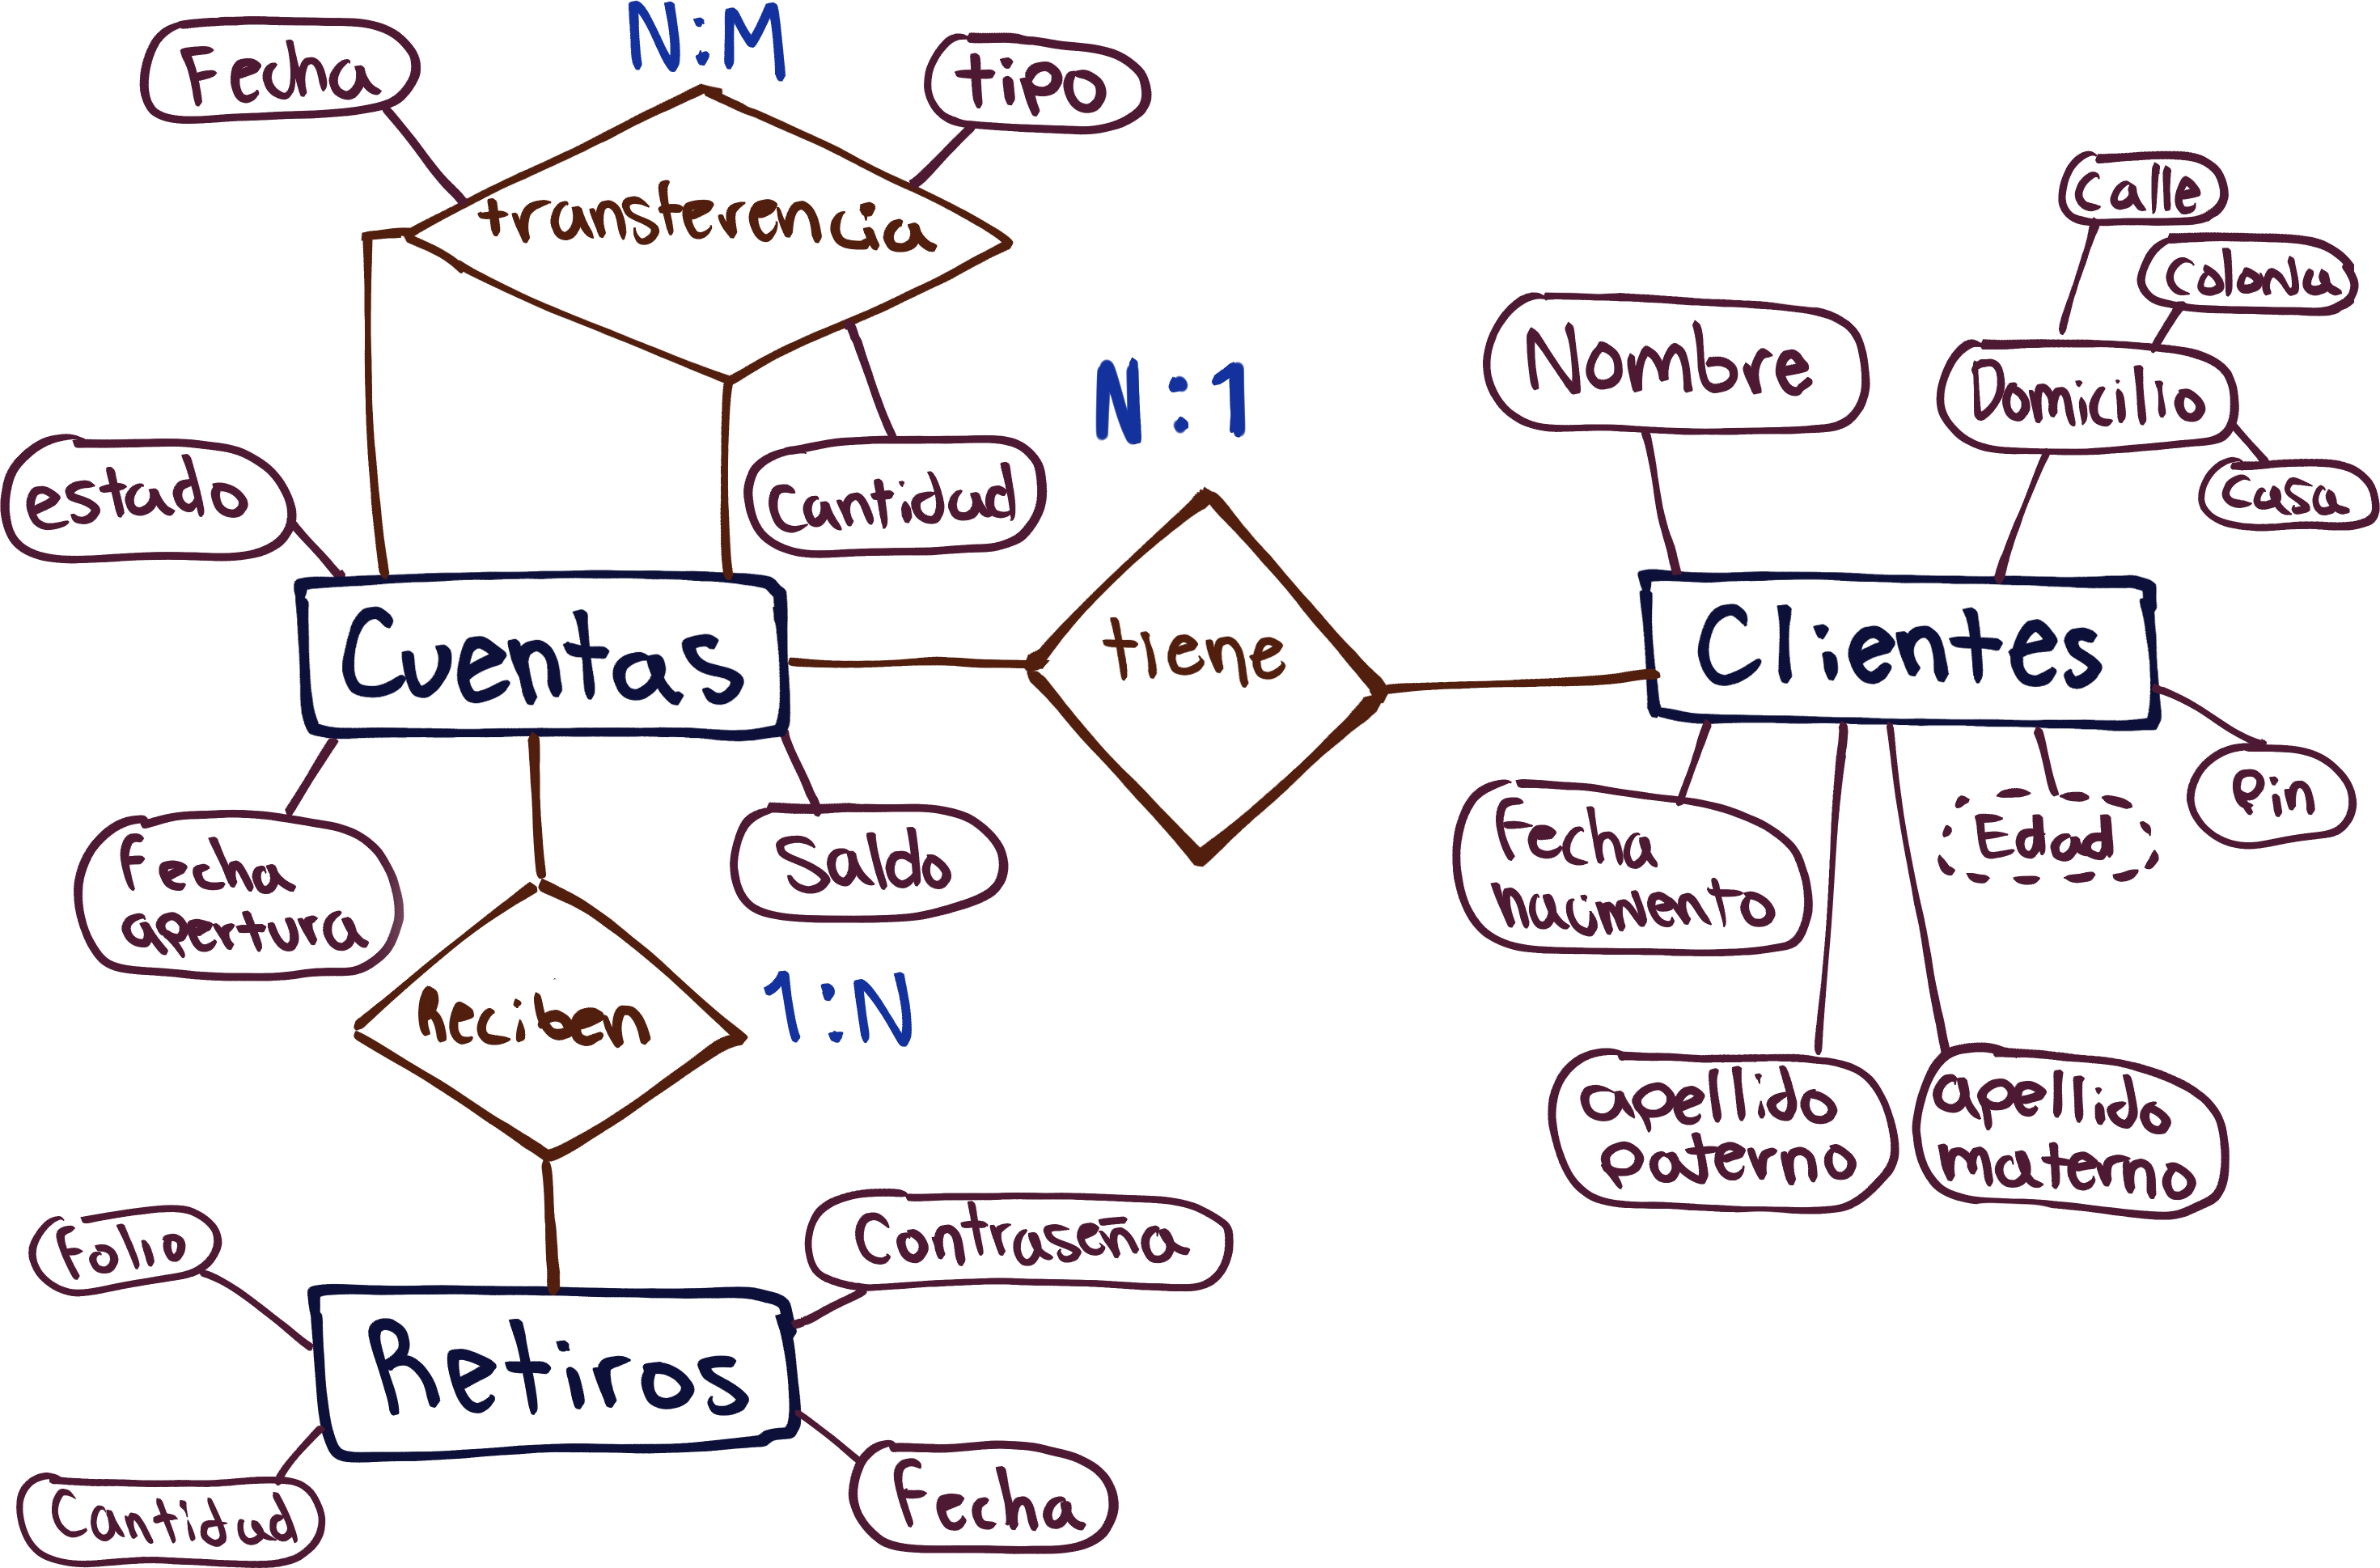 N:M
Fecha
tipo
transferencia
Calle
Colonia
Nombre
Domicilio
N:1
estado
Cantidad
Casa
Cuentas
tiene
Clientes
Pin
Fecha
nacimiento
Edad
Saldo
Fecha
apertura
Reciben
1:N
apellido
paterno
apellido
materno
Folio
Contraseña
Retiros
Cantidad
Fecha